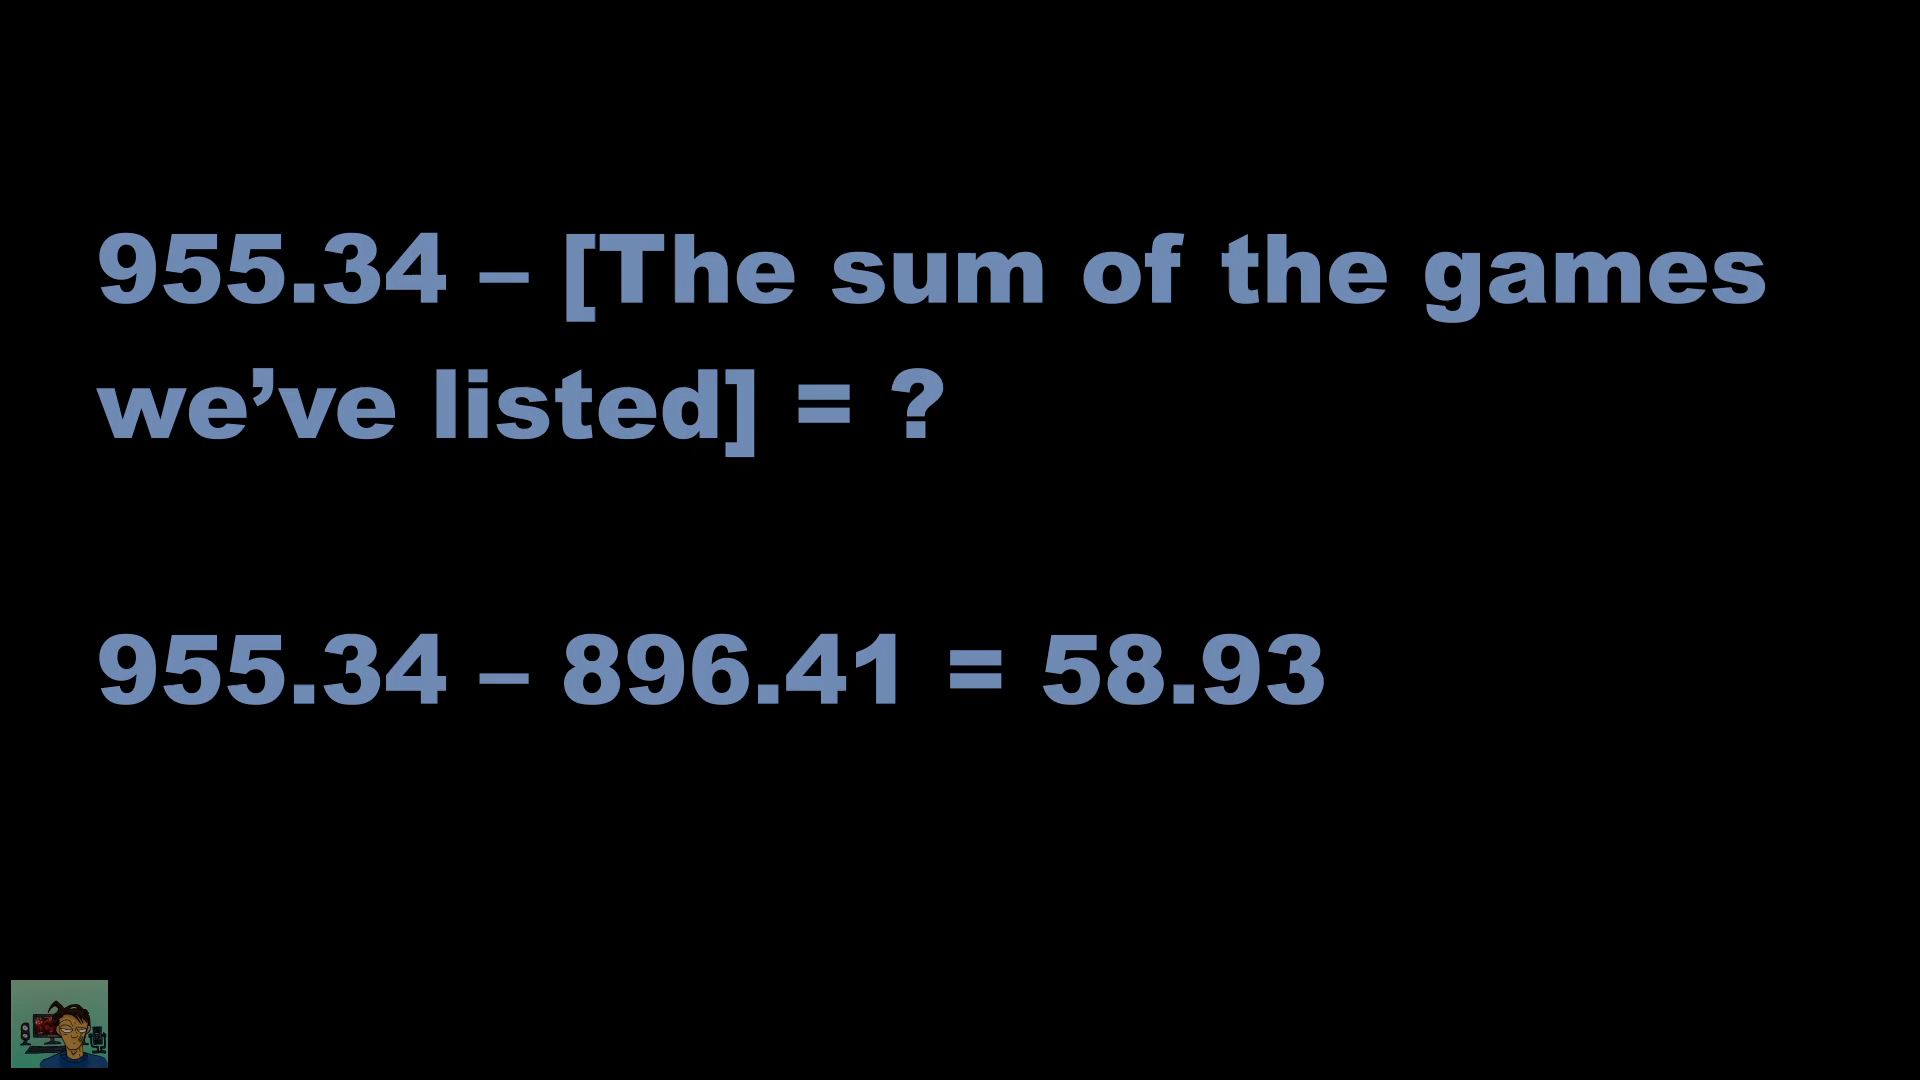 955.34 – [The sum of the games
we’ve listed] = ?
955.34 – 896.41 = 58.93